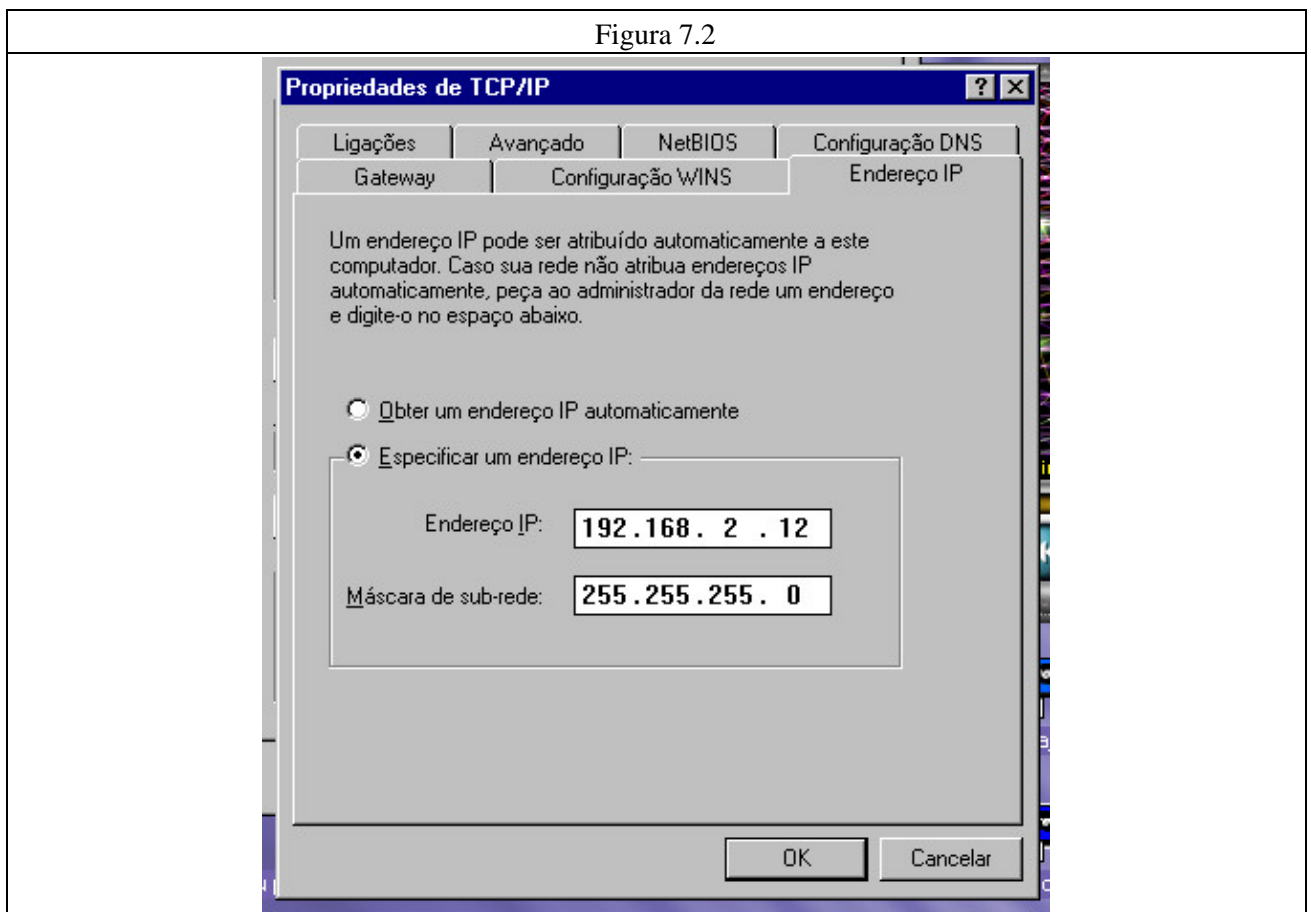 Figura 7.2
Propriedades de TCP/IP
Ligações Avançado NetBIOS Configuração DNS
Gateway Configuração WINS Endereço IP
Um endereço IP pode ser atribuído automaticamente a este
computador. Caso sua rede não atribua endereços IP
automaticamente, peça ao administrador da rede um endereço
e digite-o no espaço abaixo.
Obter um endereço IP automaticamente
Especificar um endereço IP:
Endereço IP: 192.168. 2 . 12
Máscara de sub-rede: 255.255.255. 0
OK Cancelar